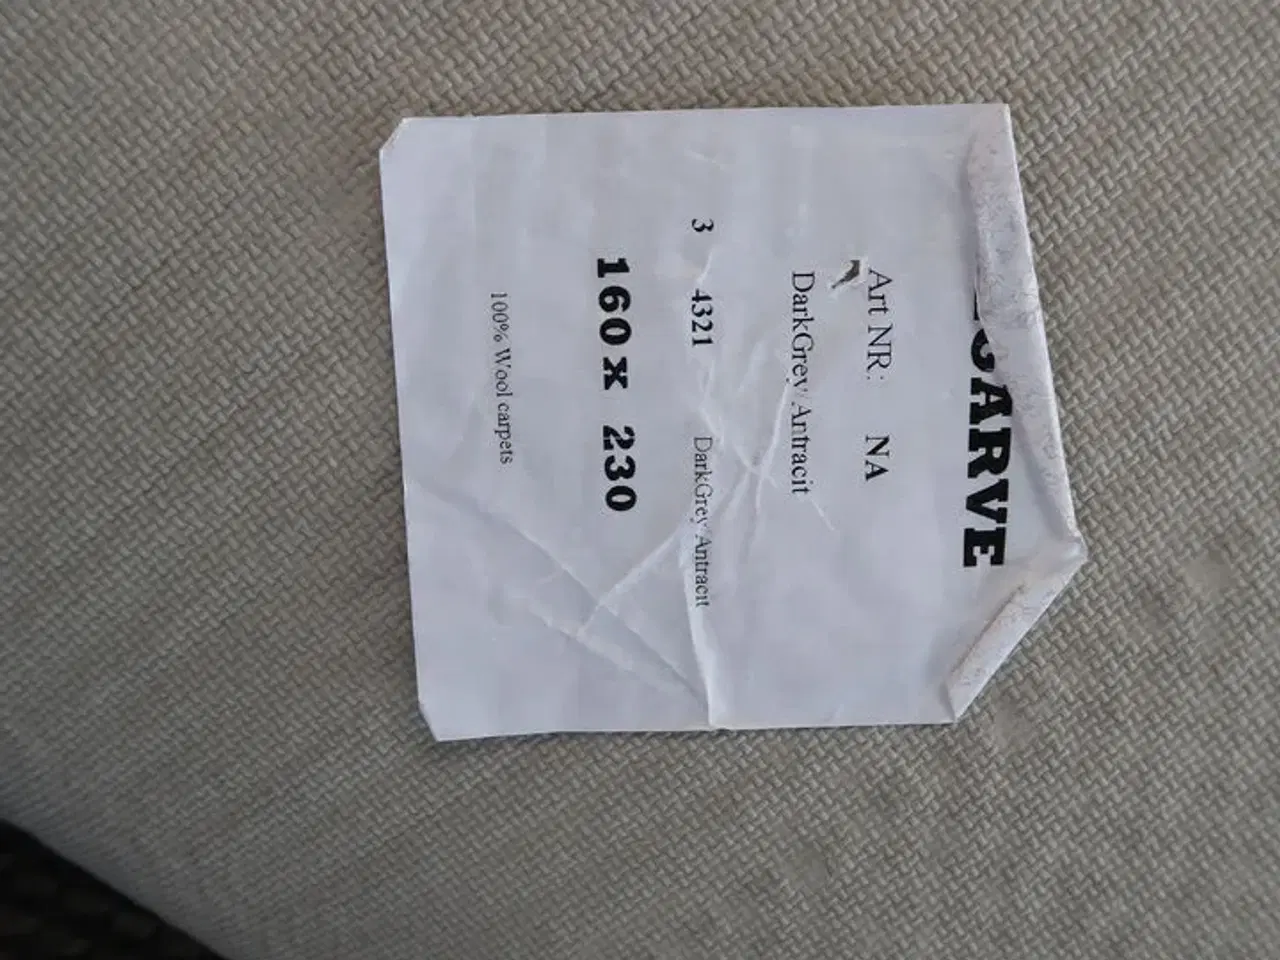 GARVE
Art NR: NA
DarkGrey/Antracit
3 4321 DarkGrey/Antracit
160 x 230
100% Wool carpets